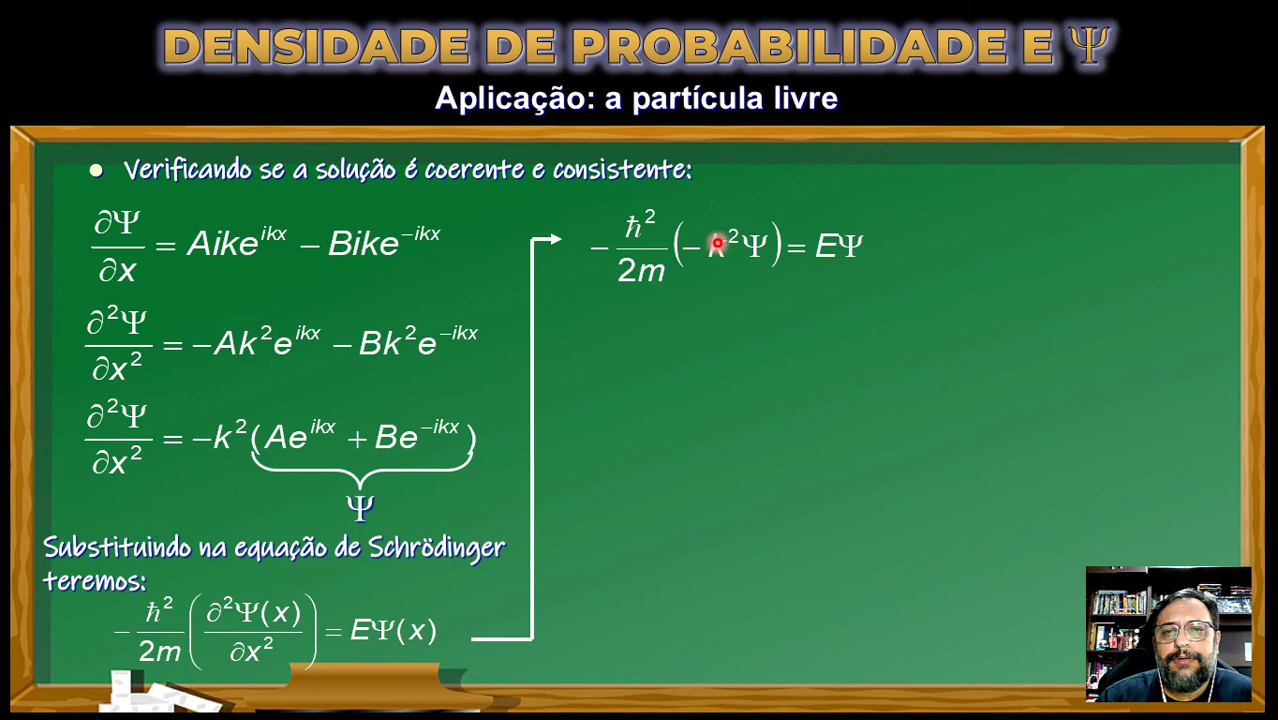 DENSIDADE DE PROBABILIDADE E Ψ
Aplicação: a partícula livre
● Verificando se a solução é coerente e consistente:
∂Ψ/∂x = Aike^{ikx} − Bike^{−ikx}
∂²Ψ/∂x² = −Ak²e^{ikx} − Bk²e^{−ikx}
∂²Ψ/∂x² = −k²(Ae^{ikx} + Be^{−ikx})
Ψ
Substituindo na equação de Schrödinger
teremos:
−ħ²/2m (∂²Ψ(x)/∂x²) = EΨ(x)
−ħ²/2m (−k²Ψ) = EΨ